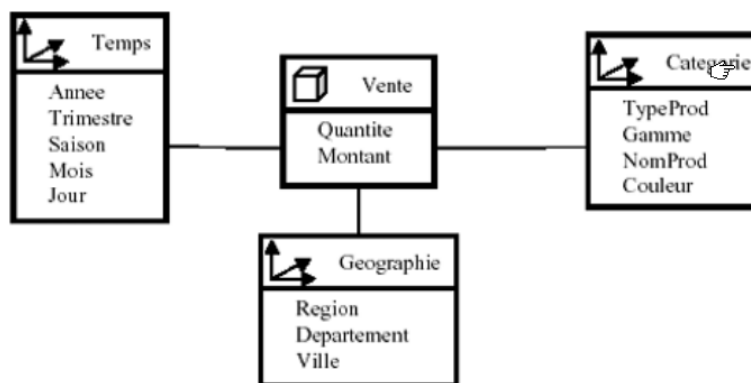 Temps
Annee
Trimestre
Saison
Mois
Jour
Vente
Quantite
Montant
Categorie
TypeProd
Gamme
NomProd
Couleur
Geographie
Region
Departement
Ville